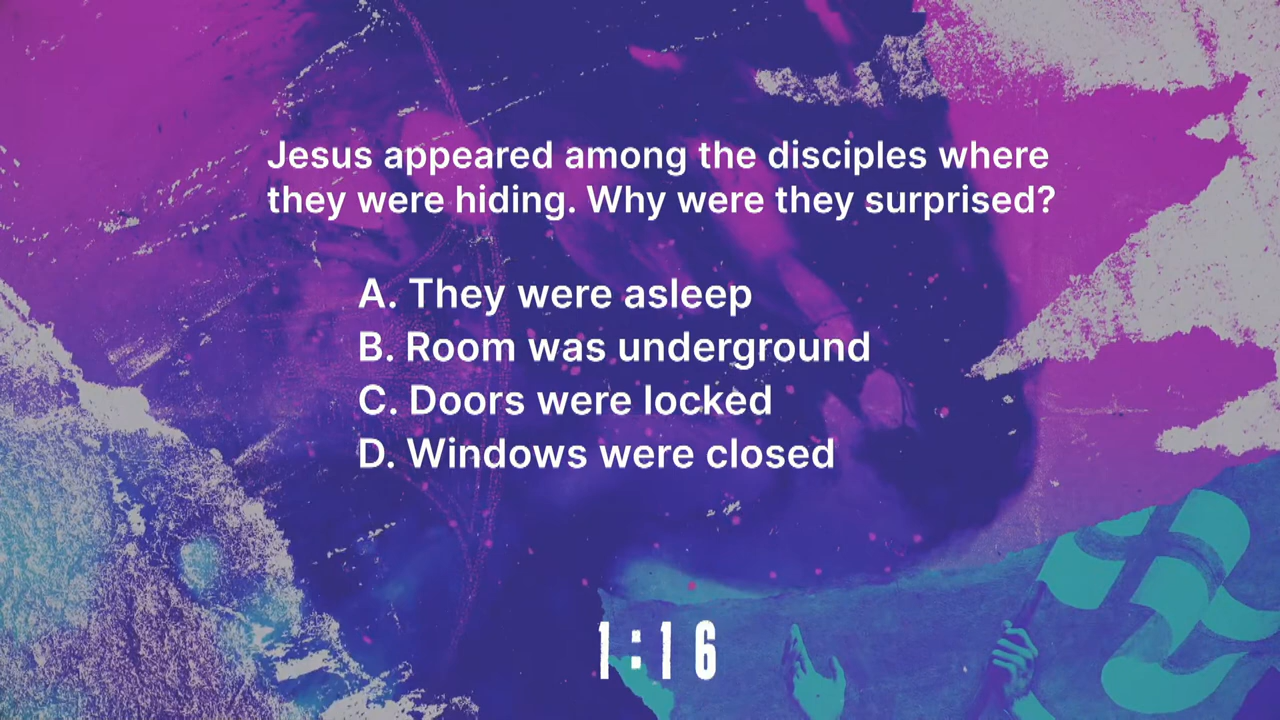 Jesus appeared among the disciples where
they were hiding. Why were they surprised?
A. They were asleep
B. Room was underground
C. Doors were locked
D. Windows were closed
1:16